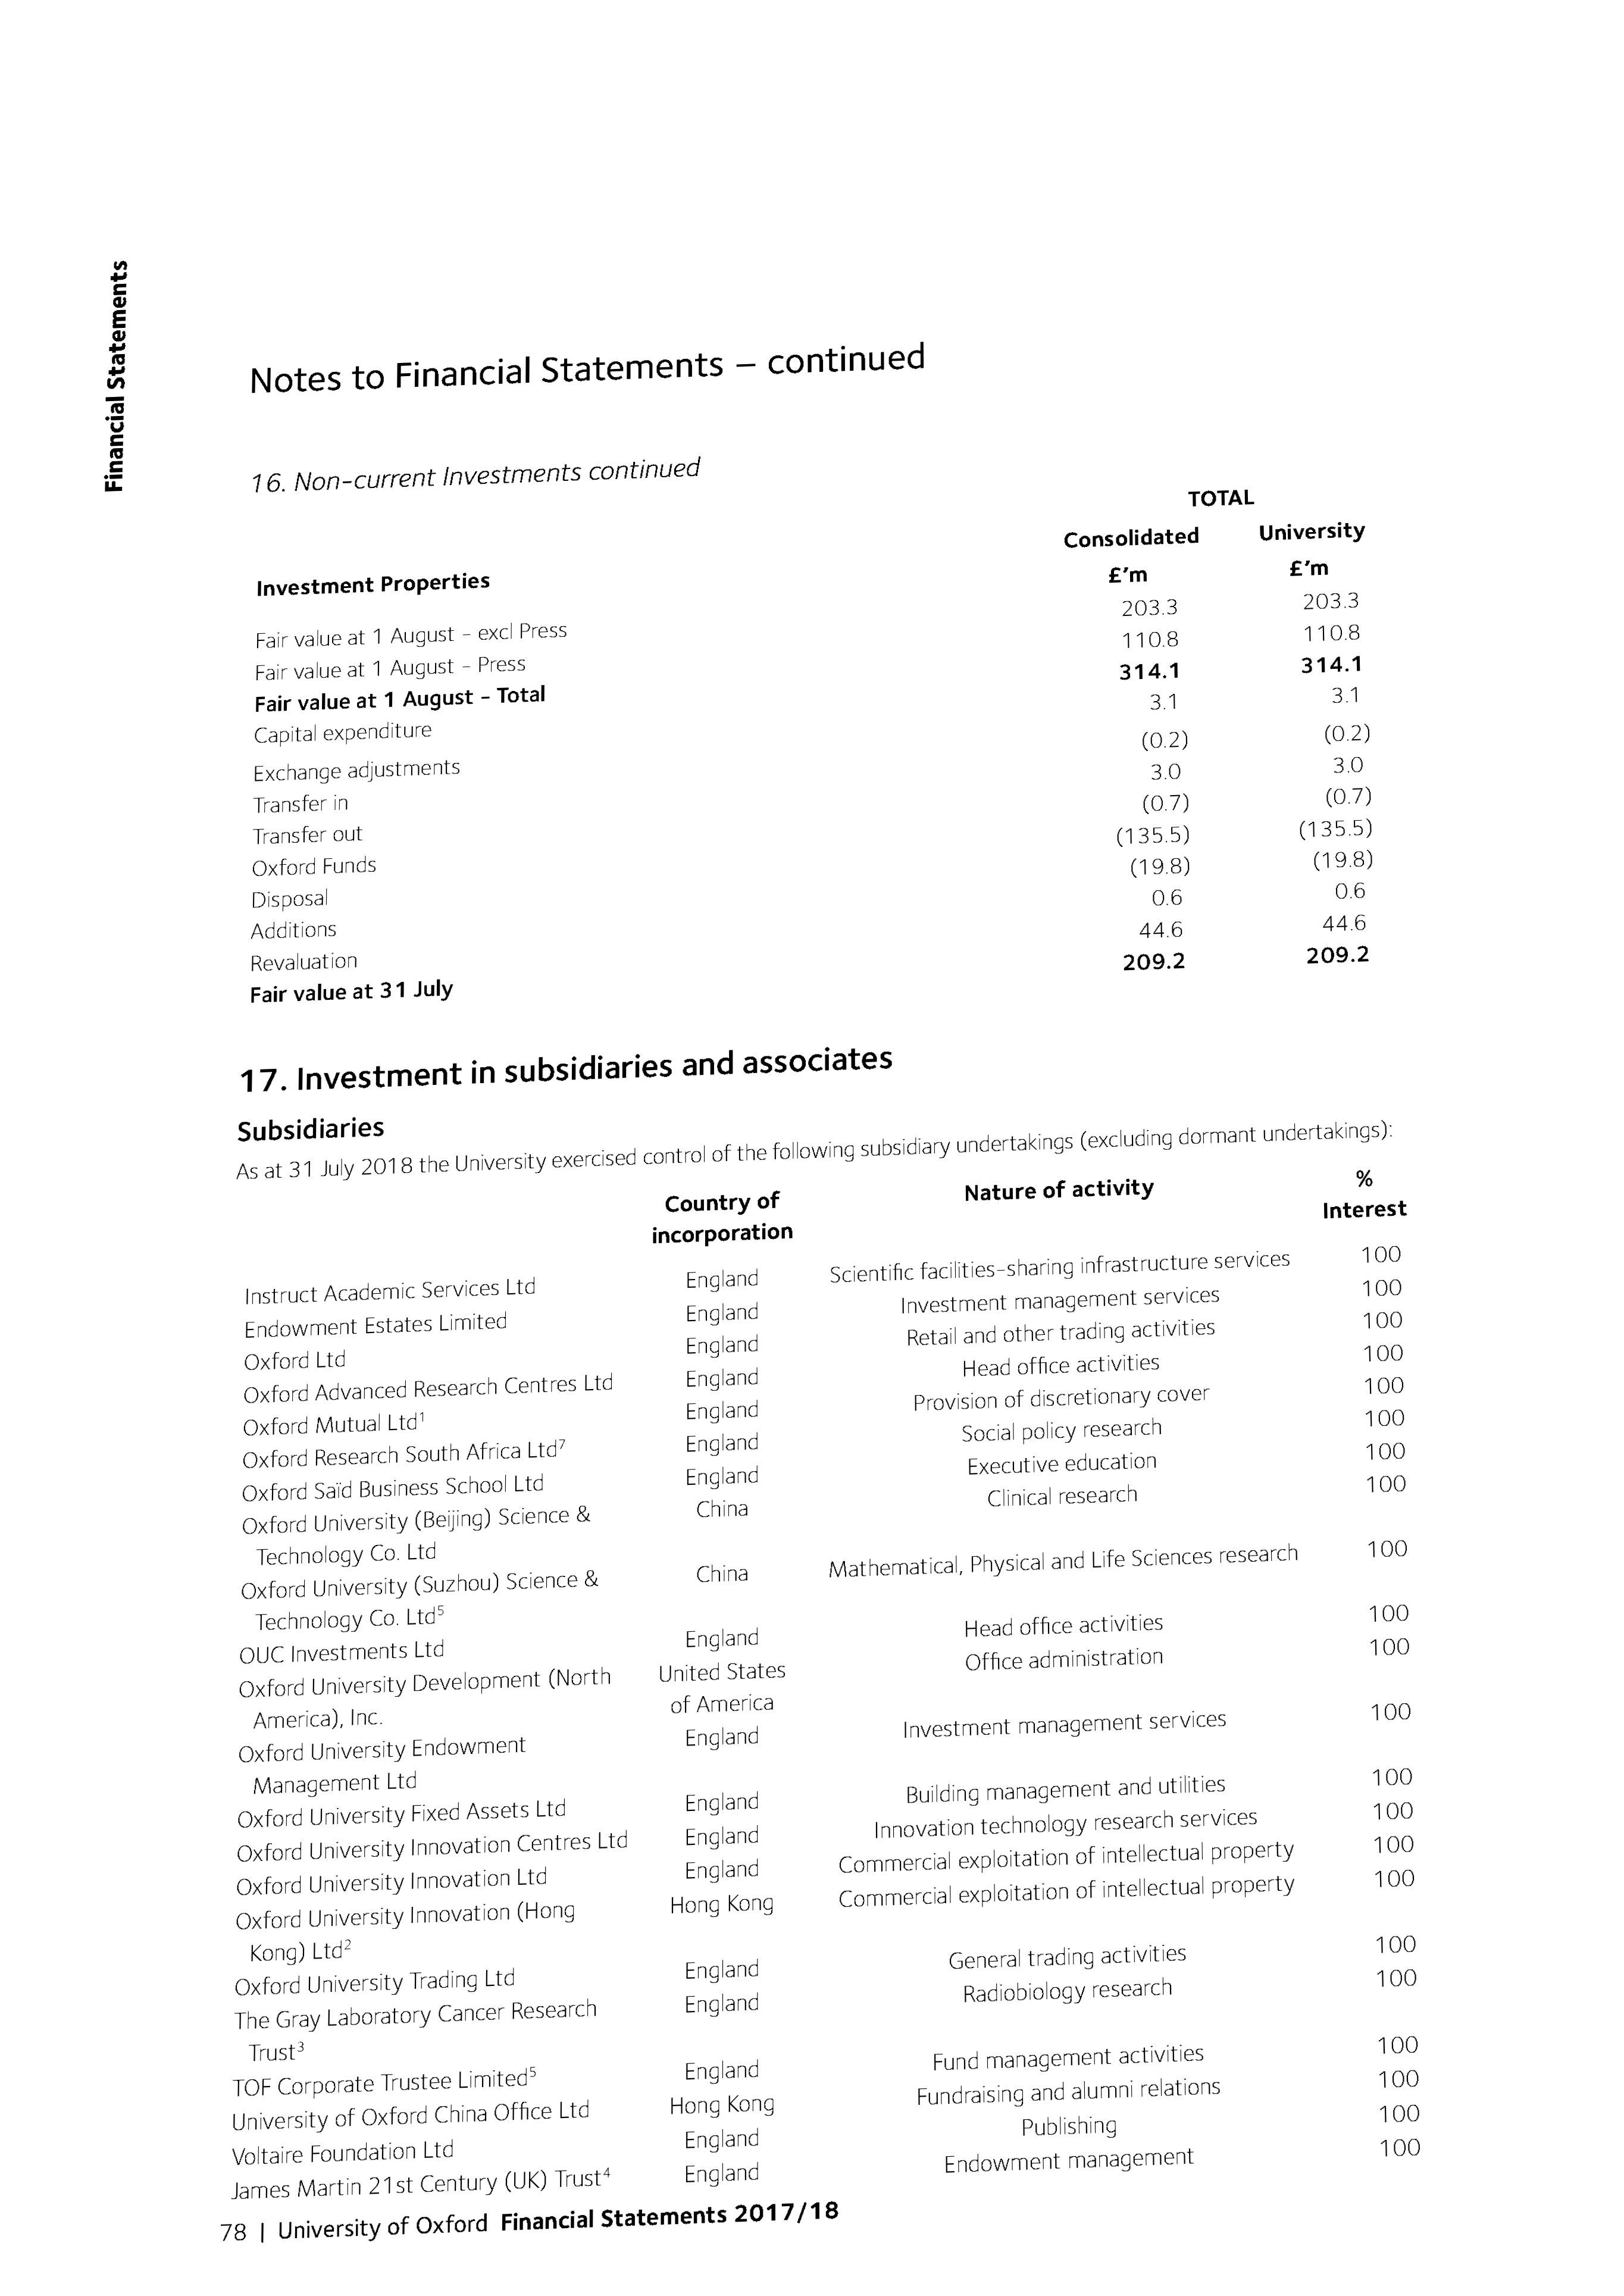 Financial Statements
Notes to Financial Statements – continued
16. Non-current Investments continued
TOTAL
Consolidated University
Investment Properties £'m £'m
Fair value at 1 August - excl Press 203.3 203.3
Fair value at 1 August - Press 110.8 110.8
Fair value at 1 August - Total 314.1 314.1
Capital expenditure 3.1 3.1
Exchange adjustments (0.2) (0.2)
Transfer in 3.0 3.0
Transfer out (0.7) (0.7)
Oxford Funds (135.5) (135.5)
Disposal (19.8) (19.8)
Additions 0.6 0.6
Revaluation 44.6 44.6
Fair value at 31 July 209.2 209.2
17. Investment in subsidiaries and associates
Subsidiaries
As at 31 July 2018 the University exercised control of the following subsidiary undertakings (excluding dormant undertakings):
Country of Nature of activity %
incorporation Interest
Instruct Academic Services Ltd England Scientific facilities-sharing infrastructure services 100
Endowment Estates Limited England Investment management services 100
Oxford Ltd England Retail and other trading activities 100
Oxford Advanced Research Centres Ltd England Head office activities 100
Oxford Mutual Ltd¹ England Provision of discretionary cover 100
Oxford Research South Africa Ltd⁷ England Social policy research 100
Oxford Saïd Business School Ltd England Executive education 100
Oxford University (Beijing) Science & China Clinical research 100
Technology Co. Ltd
Oxford University (Suzhou) Science & China Mathematical, Physical and Life Sciences research 100
Technology Co. Ltd⁵
OUC Investments Ltd England Head office activities 100
Oxford University Development (North United States Office administration 100
America), Inc. of America
Oxford University Endowment England Investment management services 100
Management Ltd
Oxford University Fixed Assets Ltd England Building management and utilities 100
Oxford University Innovation Centres Ltd England Innovation technology research services 100
Oxford University Innovation Ltd England Commercial exploitation of intellectual property 100
Oxford University Innovation (Hong Hong Kong Commercial exploitation of intellectual property 100
Kong) Ltd²
Oxford University Trading Ltd England General trading activities 100
The Gray Laboratory Cancer Research England Radiobiology research 100
Trust³
TOF Corporate Trustee Limited⁵ England Fund management activities 100
University of Oxford China Office Ltd Hong Kong Fundraising and alumni relations 100
Voltaire Foundation Ltd England Publishing 100
James Martin 21st Century (UK) Trust⁴ England Endowment management 100
78 | University of Oxford Financial Statements 2017/18